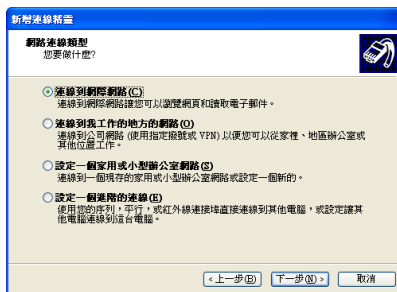 新增連線精靈
網路連線類型
您要做什麼?
連線到網際網路(C)
連線到網際網路讓您可以瀏覽網頁和讀取電子郵件。
連線到我工作的地方的網路(O)
連線到公司網路 (使用指定撥號或 VPN) 以便您可以從家裡、地區辦公室或
其他位置工作。
設定一個家用或小型辦公室網路(S)
連線到一個現存的家用或小型辦公室網路或設定一個新的。
設定一個進階的連線(E)
使用您的序列，平行，或紅外線連接埠直接連線到其他電腦，或設定讓其
他電腦連線到這台電腦。
<上一步(B)
下一步(N)>
取消